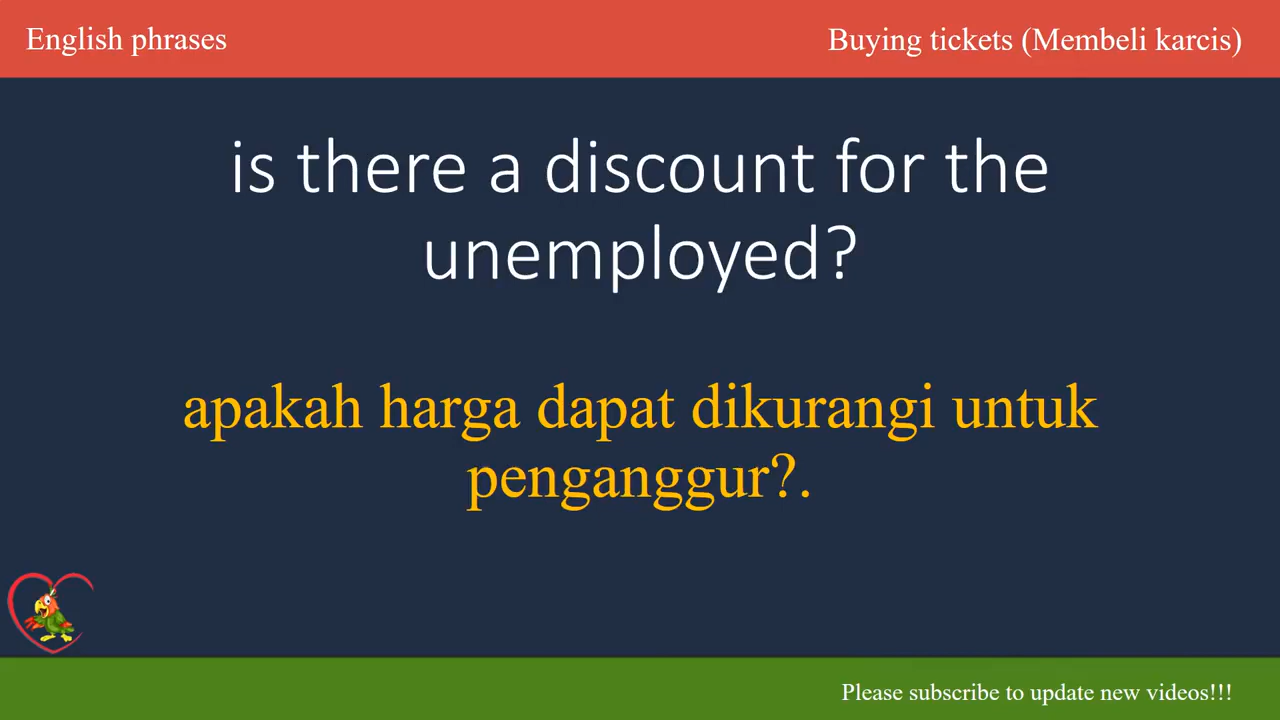 English phrases
Buying tickets (Membeli karcis)
is there a discount for the
unemployed?
apakah harga dapat dikurangi untuk
penganggur?.
Please subscribe to update new videos!!!